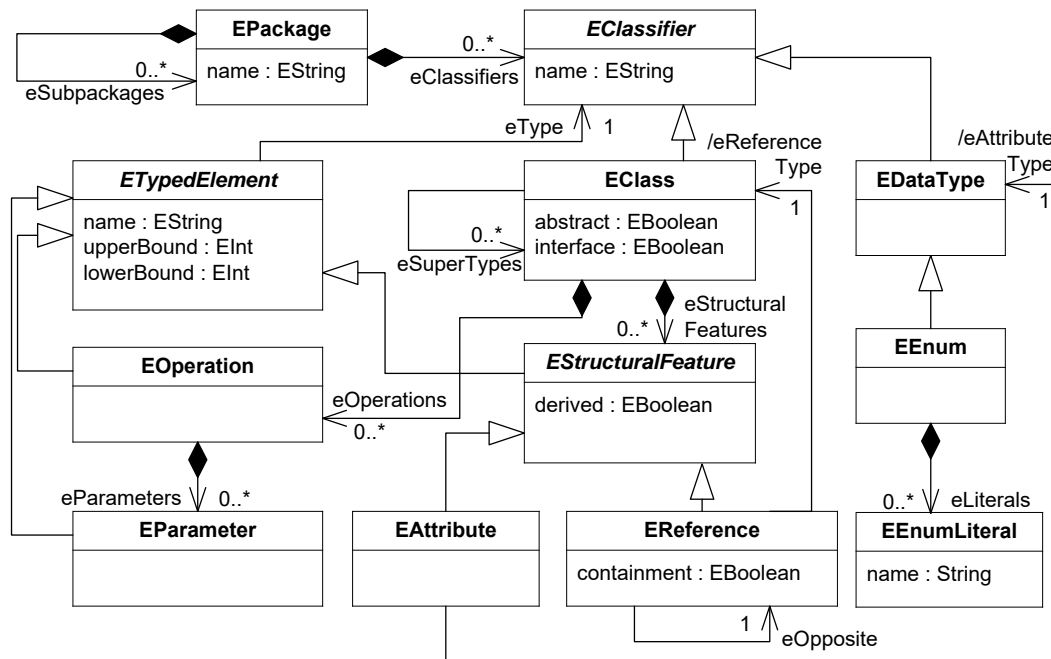 EPackage
name : EString
0..*
eSubpackages
0..*
eClassifiers
EClassifier
name : EString
eType
1
/eReference
Type
1
/eAttribute
Type
1
ETypedElement
name : EString
upperBound : EInt
lowerBound : EInt
EClass
abstract : EBoolean
interface : EBoolean
0..*
eSuperTypes
EDataType
eStructural
Features
0..*
EOperation
eOperations
0..*
EStructuralFeature
derived : EBoolean
EEnum
eParameters
0..*
0..*
eLiterals
EParameter
EAttribute
EReference
containment : EBoolean
1
eOpposite
EEnumLiteral
name : String